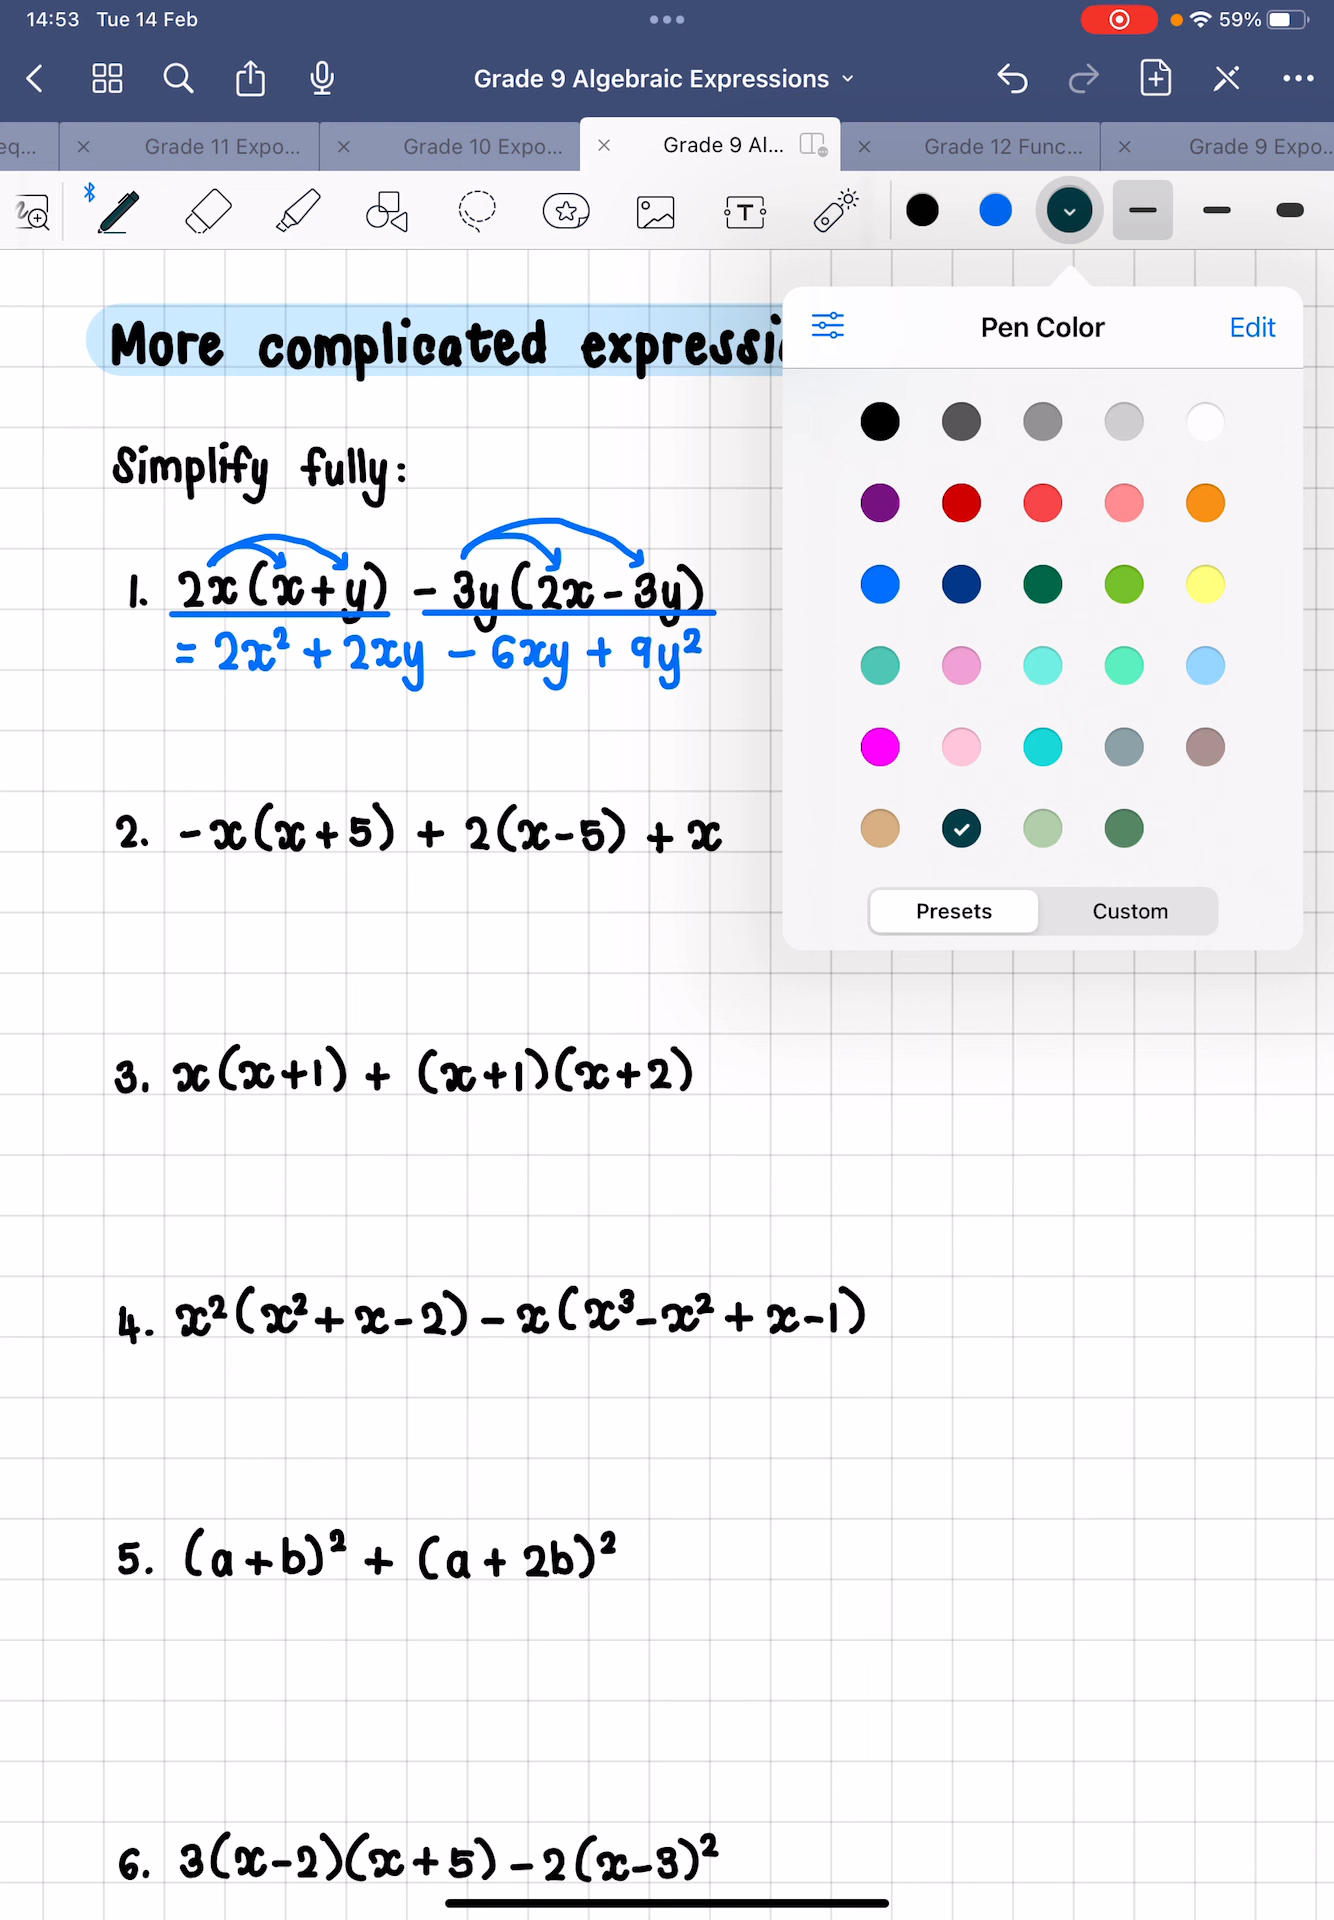 14:53 Tue 14 Feb 59%
Grade 9 Algebraic Expressions
eq... Grade 11 Expo... Grade 10 Expo... Grade 9 Al... Grade 12 Func... Grade 9 Expo..
T
Pen Color Edit
Presets Custom
More complicated expressi
Simplify fully:
1. 2x(x+y) - 3y(2x-3y)
= 2x² + 2xy - 6xy + 9y²
2. -x(x+5) + 2(x-5) + x
3. x(x+1) + (x+1)(x+2)
4. x²(x²+x-2) - x(x³-x²+x-1)
5. (a+b)² + (a+2b)²
6. 3(x-2)(x+5) - 2(x-3)²